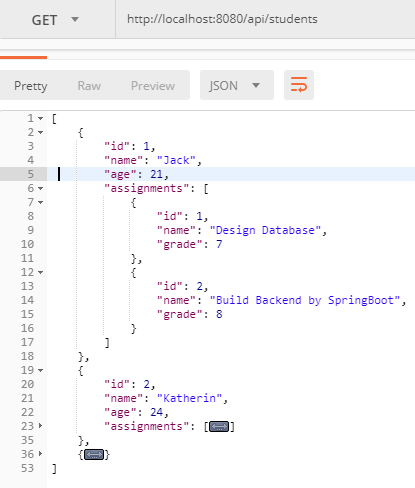 GET http://localhost:8080/api/students
Pretty Raw Preview JSON
1 [
2 {
3 "id": 1,
4 "name": "Jack",
5 "age": 21,
6 "assignments": [
7 {
8 "id": 1,
9 "name": "Design Database",
10 "grade": 7
11 },
12 {
13 "id": 2,
14 "name": "Build Backend by SpringBoot",
15 "grade": 8
16 }
17 ]
18 },
19 {
20 "id": 2,
21 "name": "Katherin",
22 "age": 24,
23 "assignments": [↔]
35 },
36 {↔}
53 ]